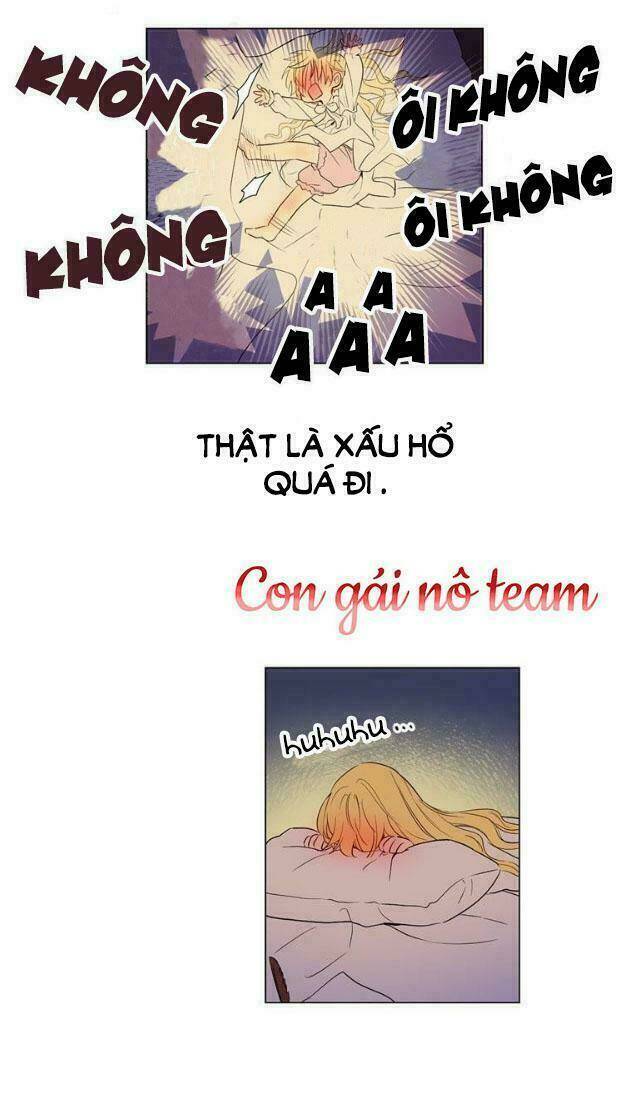 KHÔNG
ÔI KHÔNG
KHÔNG
ÔI KHÔNG
A A
A A A
THẬT LÀ XẤU HỔ
QUÁ ĐI .
Con gái nô team
huhuhu ...